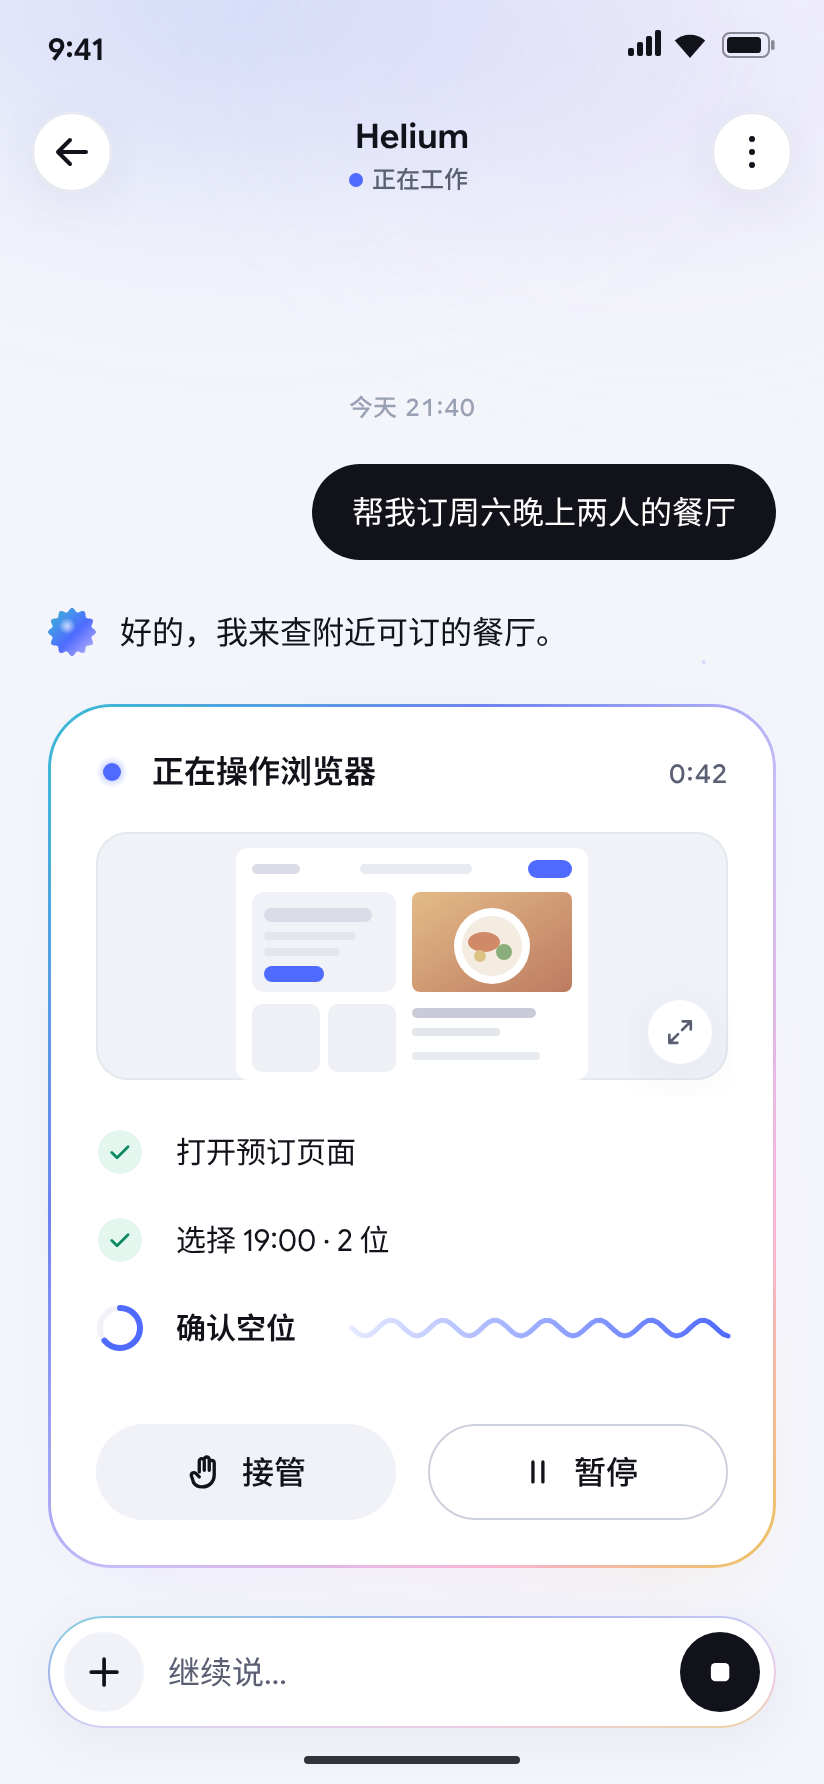 9:41
Helium
正在工作
今天 21:40
帮我订周六晚上两人的餐厅
好的，我来查附近可订的餐厅。
正在操作浏览器
0:42
打开预订页面
选择 19:00 · 2 位
确认空位
接管
暂停
继续说...